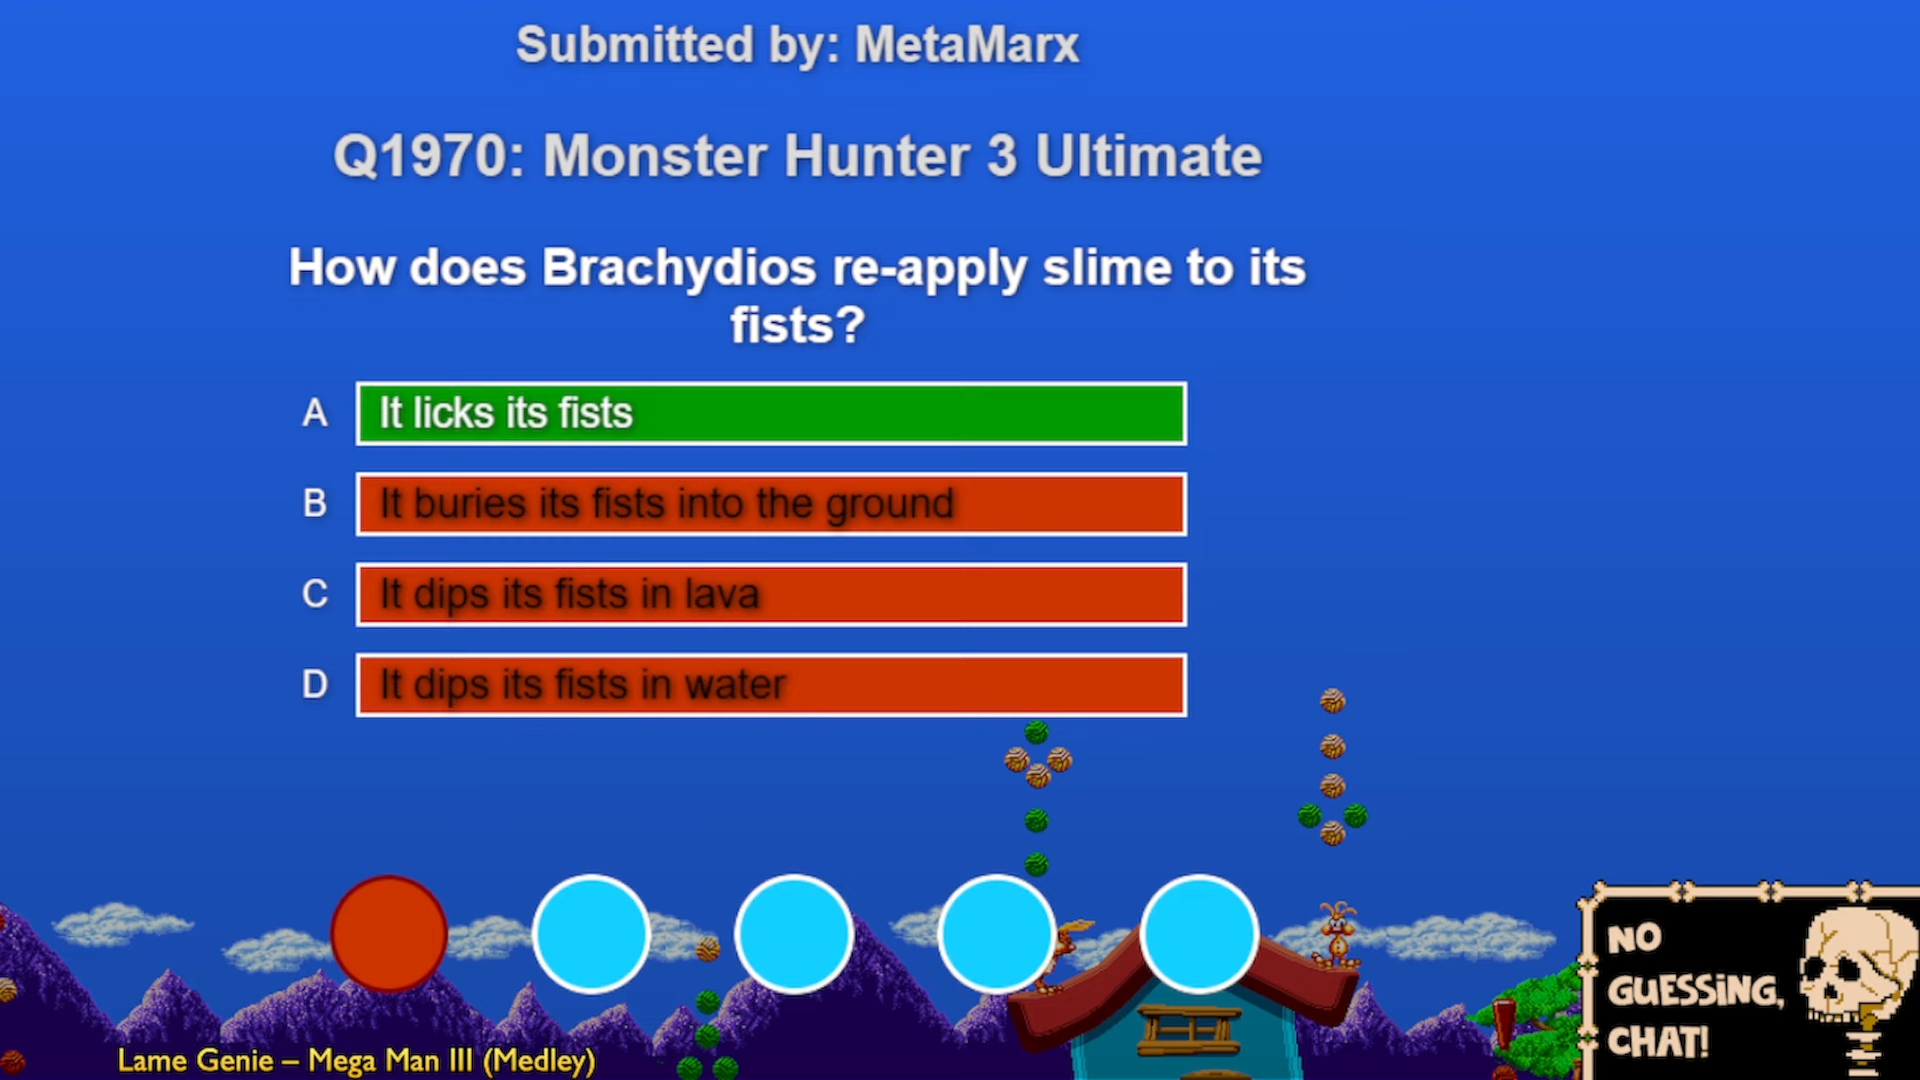 Submitted by: MetaMarx
Q1970: Monster Hunter 3 Ultimate
How does Brachydios re-apply slime to its
fists?
A It licks its fists
B It buries its fists into the ground
C It dips its fists in lava
D It dips its fists in water
NO
GUESSING,
CHAT!
Lame Genie – Mega Man III (Medley)